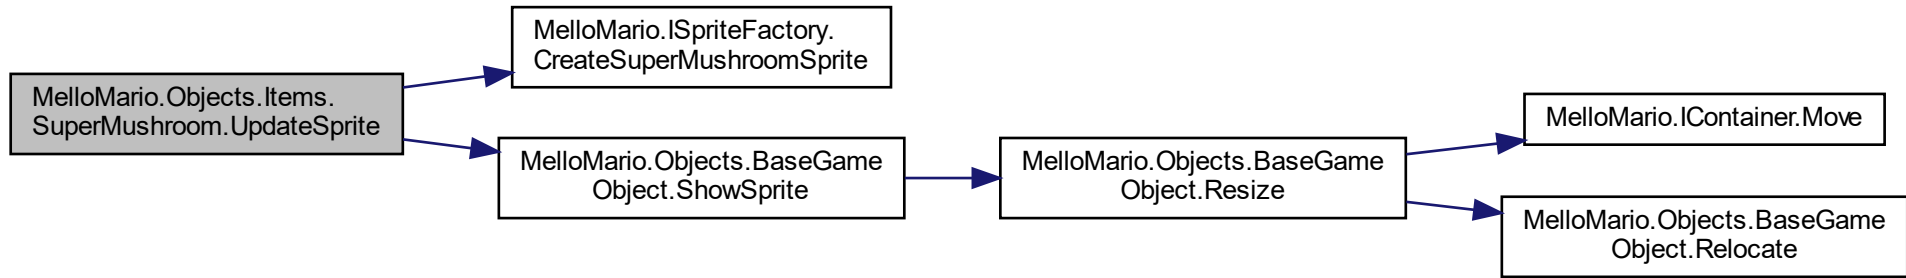 MelloMario.Objects.Items.
SuperMushroom.UpdateSprite
MelloMario.ISpriteFactory.
CreateSuperMushroomSprite
MelloMario.Objects.BaseGame
Object.ShowSprite
MelloMario.Objects.BaseGame
Object.Resize
MelloMario.IContainer.Move
MelloMario.Objects.BaseGame
Object.Relocate